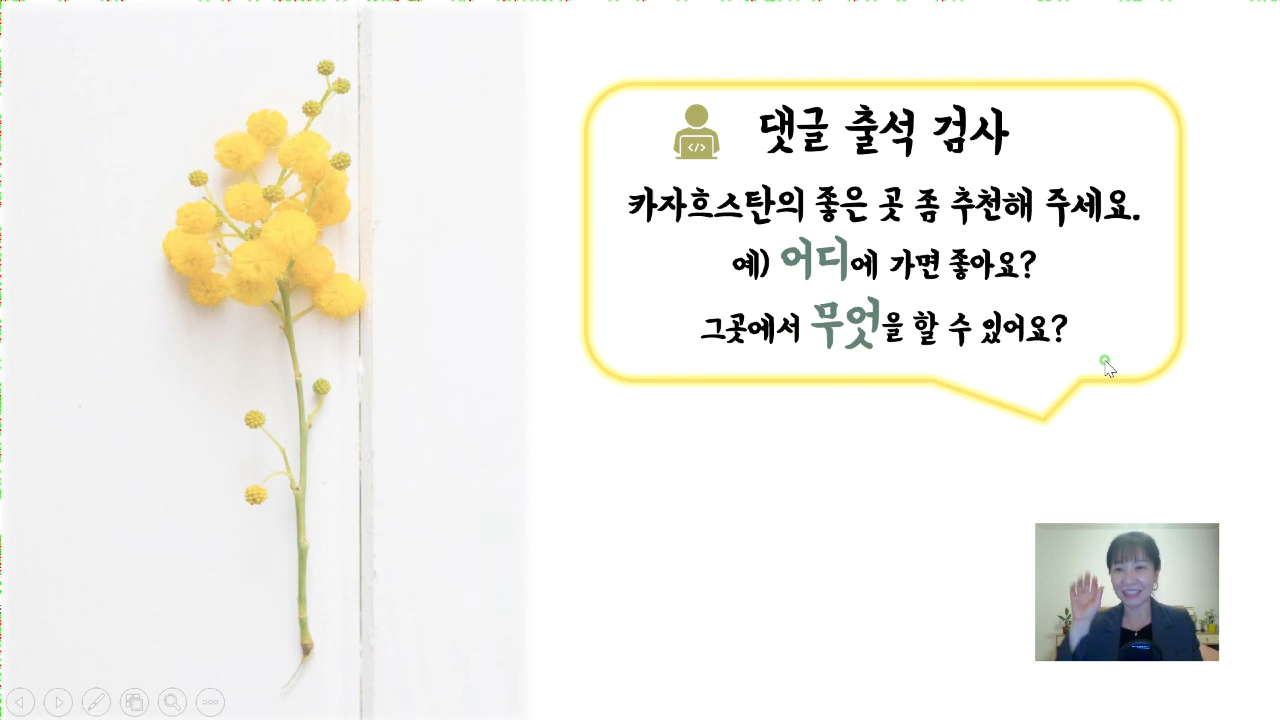 댓글 출석 검사
카자흐스탄의 좋은 곳 좀 추천해 주세요.
예) 어디에 가면 좋아요?
그곳에서 무엇을 할 수 있어요?